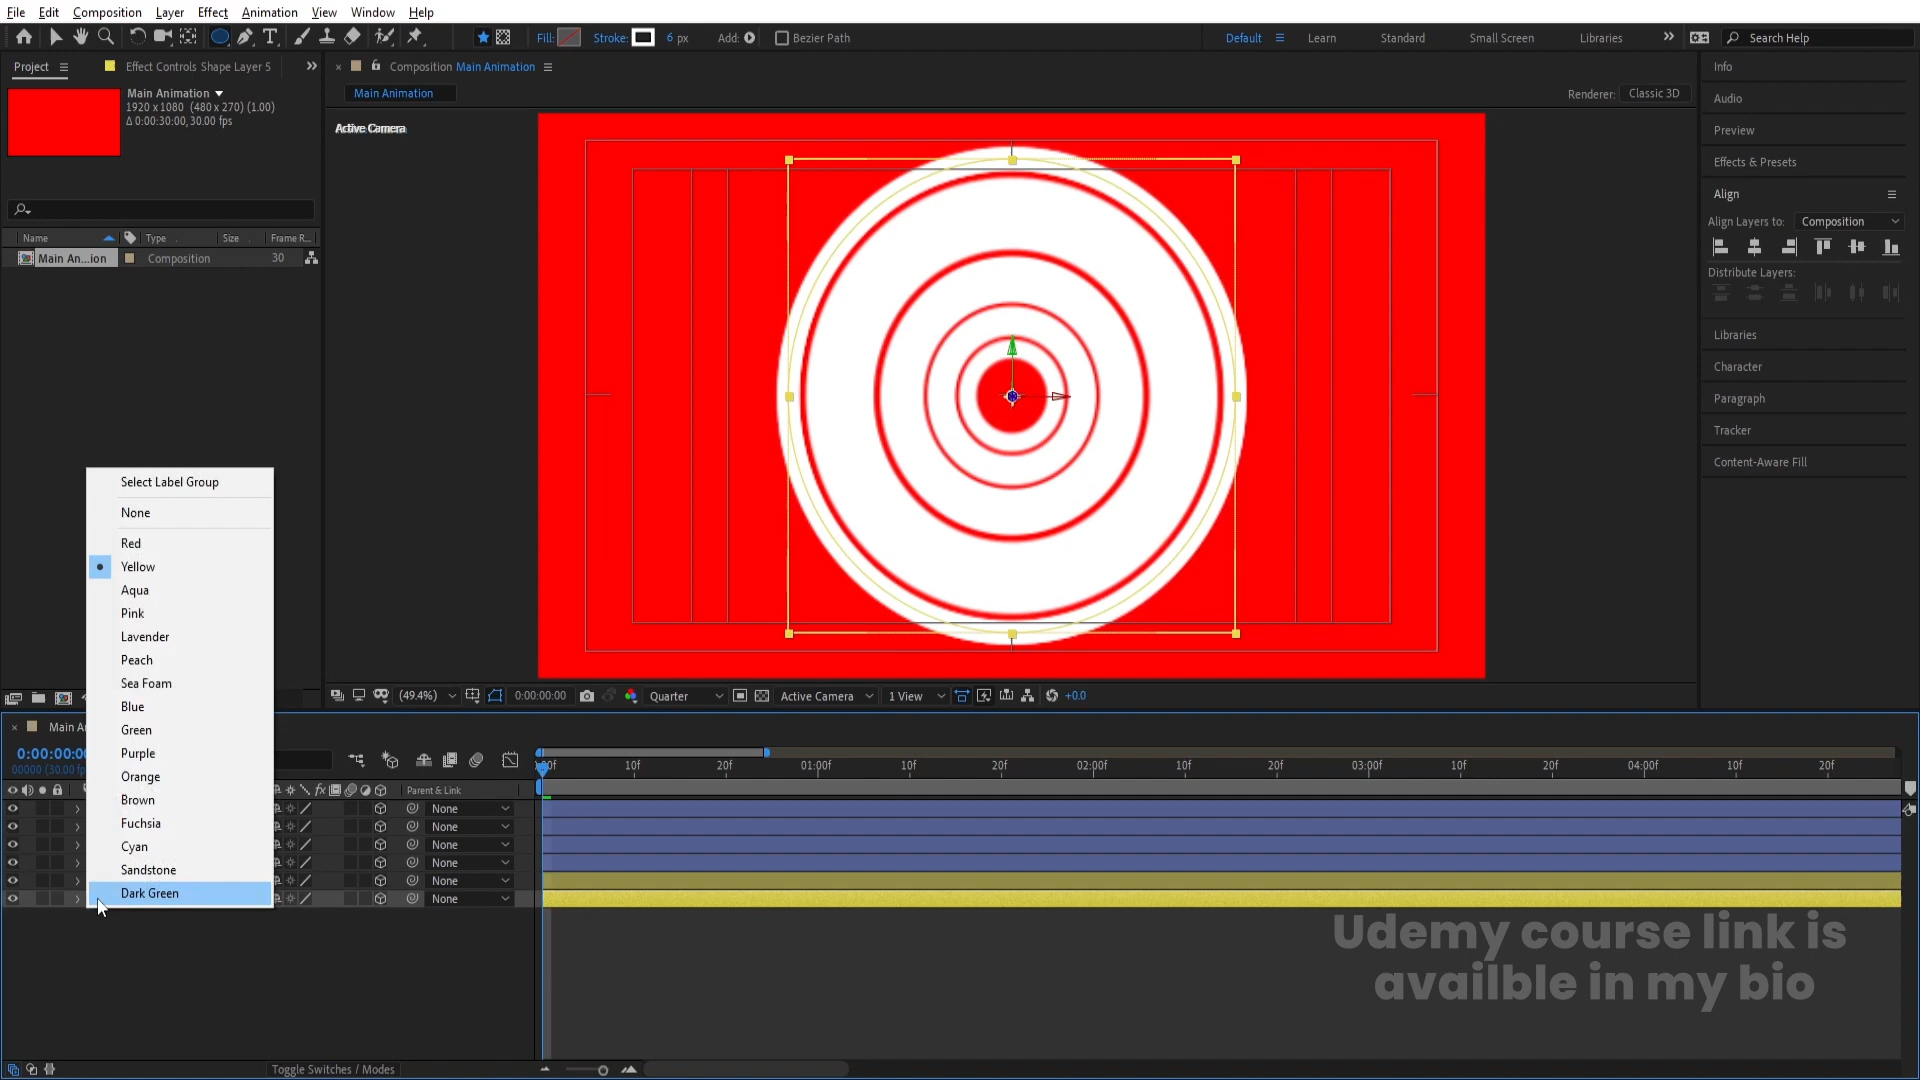 File Edit Composition Layer Effect Animation View Window Help
Fill: Stroke: 6 px Add: Bezier Path Default Learn Standard Small Screen Libraries Search Help
Project Effect Controls Shape Layer 5
Composition Main Animation
Main Animation
1920 x 1080 (480 x 270) (1.00)
Δ 0:00:30:00, 30.00 fps
Main Animation
Renderer: Classic 3D
Active Camera
Name Type Size Frame R...
Main An...ion Composition 30
Info
Audio
Preview
Effects & Presets
Align
Align Layers to: Composition
Distribute Layers:
Libraries
Character
Paragraph
Tracker
Content-Aware Fill
Select Label Group
None
Red
Yellow
Aqua
Pink
Lavender
Peach
Sea Foam
Blue
Green
Purple
Orange
Brown
Fuchsia
Cyan
Sandstone
Dark Green
(49.4%) 0:00:00:00 Quarter Active Camera 1 View +0.0
Main A
0:00:00:0
00000 (30.00 fp
10f 20f 01:00f 10f 20f 02:00f 10f 20f 03:00f 10f 20f 04:00f 10f 20f
fx Parent & Link
None
None
None
None
None
None
Udemy course link is
availble in my bio
Toggle Switches / Modes